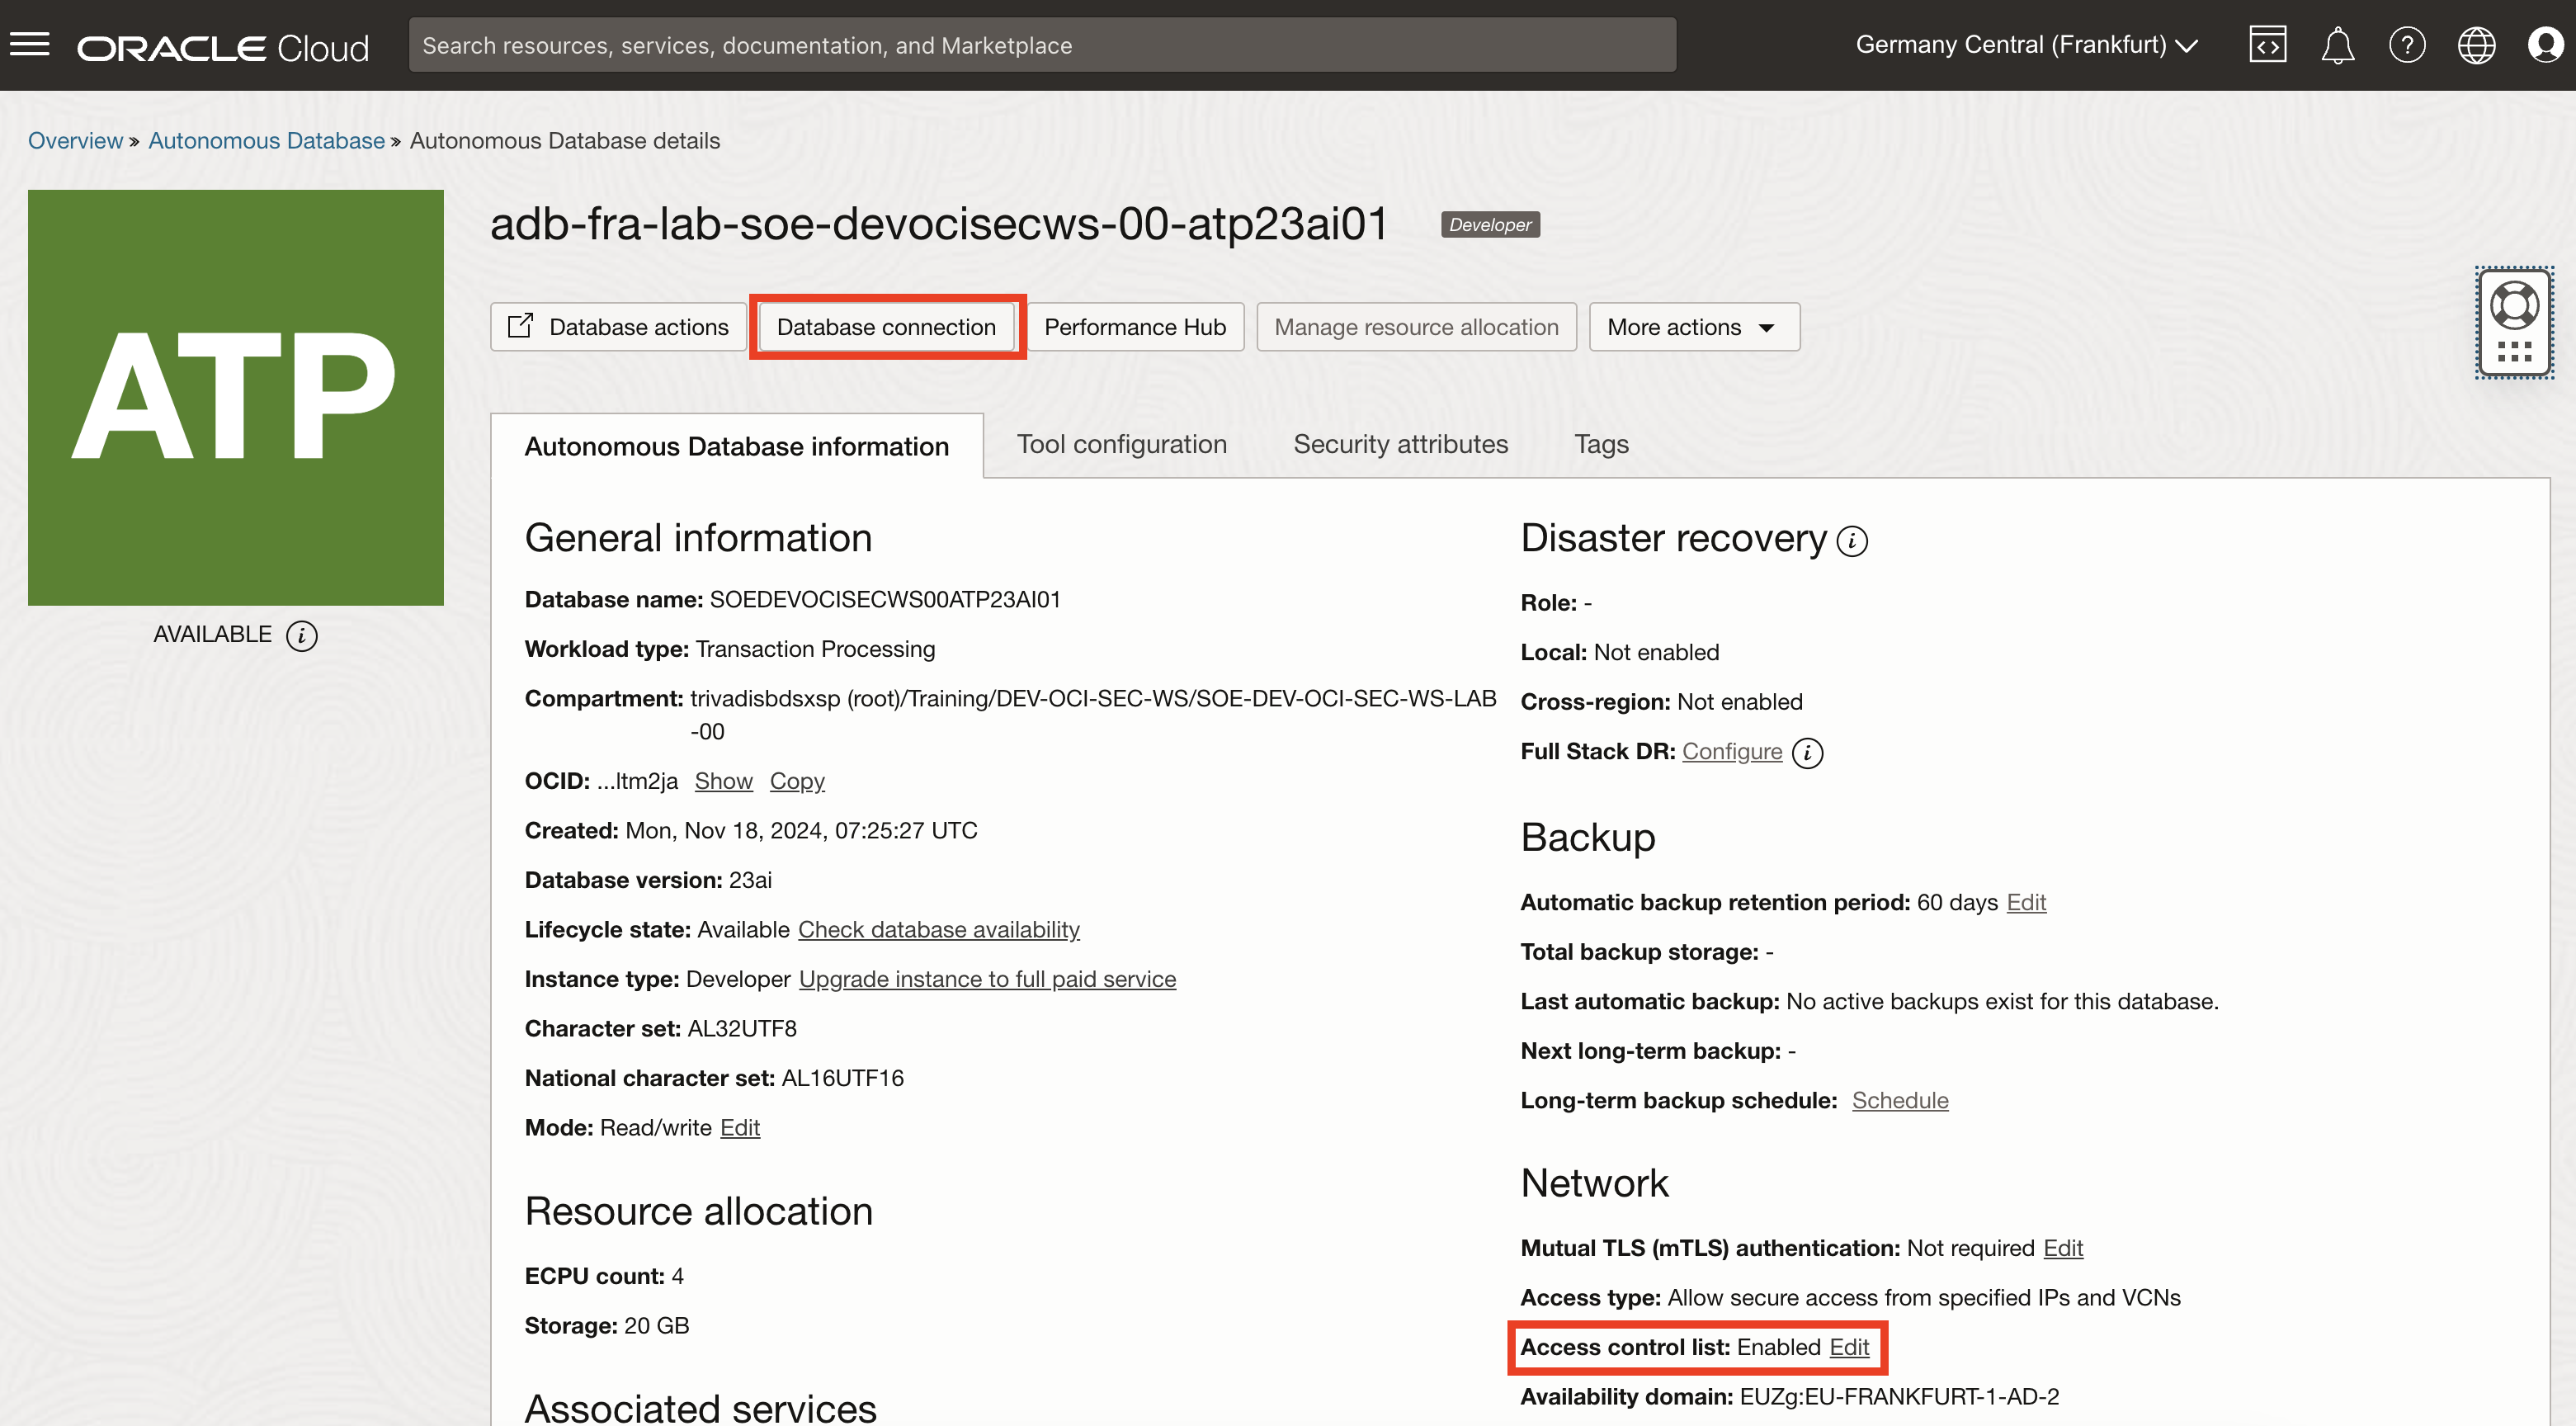 ORACLE Cloud
Search resources, services, documentation, and Marketplace
Germany Central (Frankfurt)
Overview » Autonomous Database » Autonomous Database details
ATP
AVAILABLE
adb-fra-lab-soe-devocisecws-00-atp23ai01
Developer
Database actions
Database connection
Performance Hub
Manage resource allocation
More actions
Autonomous Database information
Tool configuration
Security attributes
Tags
General information
Database name: SOEDEVOCISECWS00ATP23AI01
Workload type: Transaction Processing
Compartment: trivadisbdsxsp (root)/Training/DEV-OCI-SEC-WS/SOE-DEV-OCI-SEC-WS-LAB
-00
OCID: ...ltm2ja Show Copy
Created: Mon, Nov 18, 2024, 07:25:27 UTC
Database version: 23ai
Lifecycle state: Available Check database availability
Instance type: Developer Upgrade instance to full paid service
Character set: AL32UTF8
National character set: AL16UTF16
Mode: Read/write Edit
Resource allocation
ECPU count: 4
Storage: 20 GB
Associated services
Disaster recovery
Role: -
Local: Not enabled
Cross-region: Not enabled
Full Stack DR: Configure
Backup
Automatic backup retention period: 60 days Edit
Total backup storage: -
Last automatic backup: No active backups exist for this database.
Next long-term backup: -
Long-term backup schedule: Schedule
Network
Mutual TLS (mTLS) authentication: Not required Edit
Access type: Allow secure access from specified IPs and VCNs
Access control list: Enabled Edit
Availability domain: EUZg:EU-FRANKFURT-1-AD-2